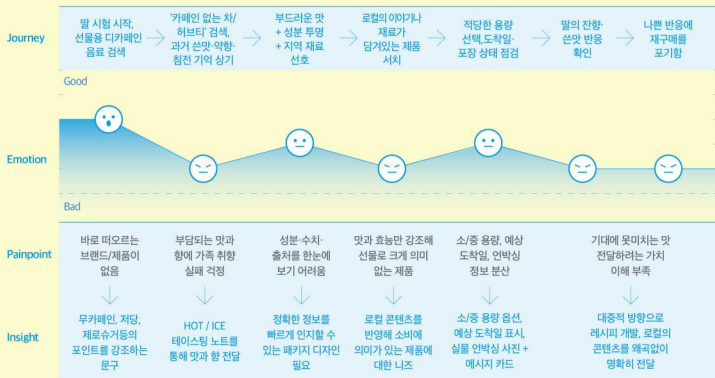 Journey
딸 시험 시작,
선물용 디카페인
음료 검색
'카페인 없는 차/
허브티' 검색,
과거 쓴맛·약향·
침전 기억 상기
부드러운 맛
+ 성분 투명
+ 지역 재료
선호
로컬의 이야기나
재료가
담겨있는 제품
서치
적당한 용량
선택,도착일·
포장 상태 점검
딸의 잔향·
쓴맛 반응
확인
나쁜 반응에
재구매를
포기함
Good
Emotion
Bad
Painpoint
바로 떠오르는
브랜드/제품이
없음
부담되는 맛과
향에 가족 취향
실패 걱정
성분·수치·
출처를 한눈에
보기 어려움
맛과 효능만 강조해
선물로 크게 의미
없는 제품
소/중 용량, 예상
도착일, 언박싱
정보 분산
기대에 못미치는 맛
전달하려는 가치
이해 부족
Insight
무카페인, 저당,
제로슈거등의
포인트를 강조하는
문구
HOT / ICE
테이스팅 노트를
통해 맛과 향 전달
정확한 정보를
빠르게 인지할 수
있는 패키지 디자인
필요
로컬 콘텐츠를
반영해 소비에
의미가 있는 제품에
대한 니즈
소/중 용량 옵션,
예상 도착일 표시,
실물 언박싱 사진 +
메시지 카드
대중적 방향으로
레시피 개발, 로컬의
콘텐츠를 왜곡없이
명확히 전달